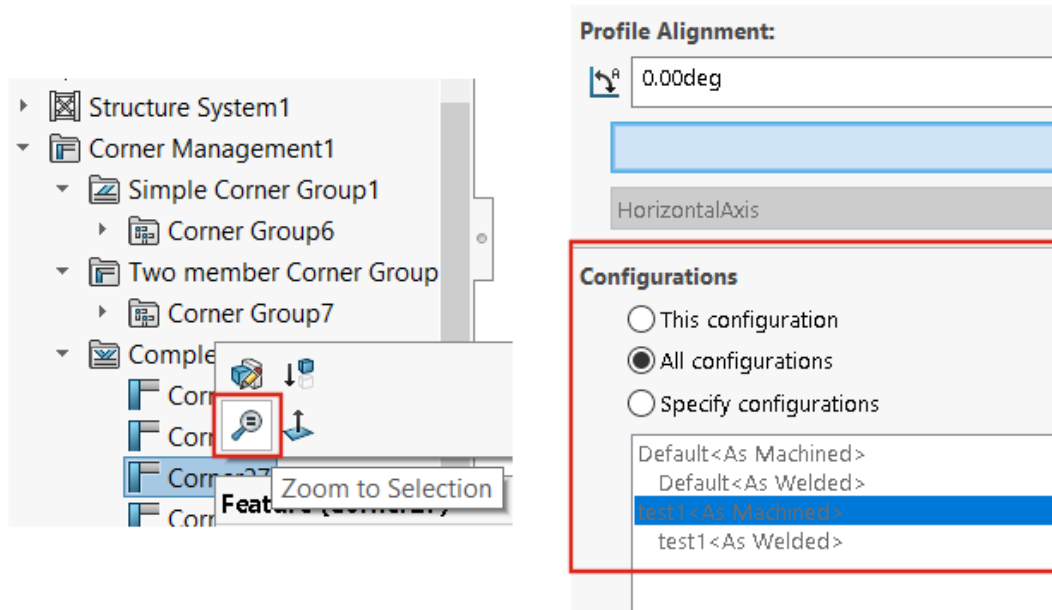 Structure System1
Corner Management1
Simple Corner Group1
Corner Group6
Two member Corner Group
Corner Group7
Comple
Corr
Corr
Corner27
Zoom to Selection
Corr
Profile Alignment:
A
0.00deg
HorizontalAxis
Configurations
This configuration
All configurations
Specify configurations
Default<As Machined>
Default<As Welded>
test1<As Machined>
test1<As Welded>